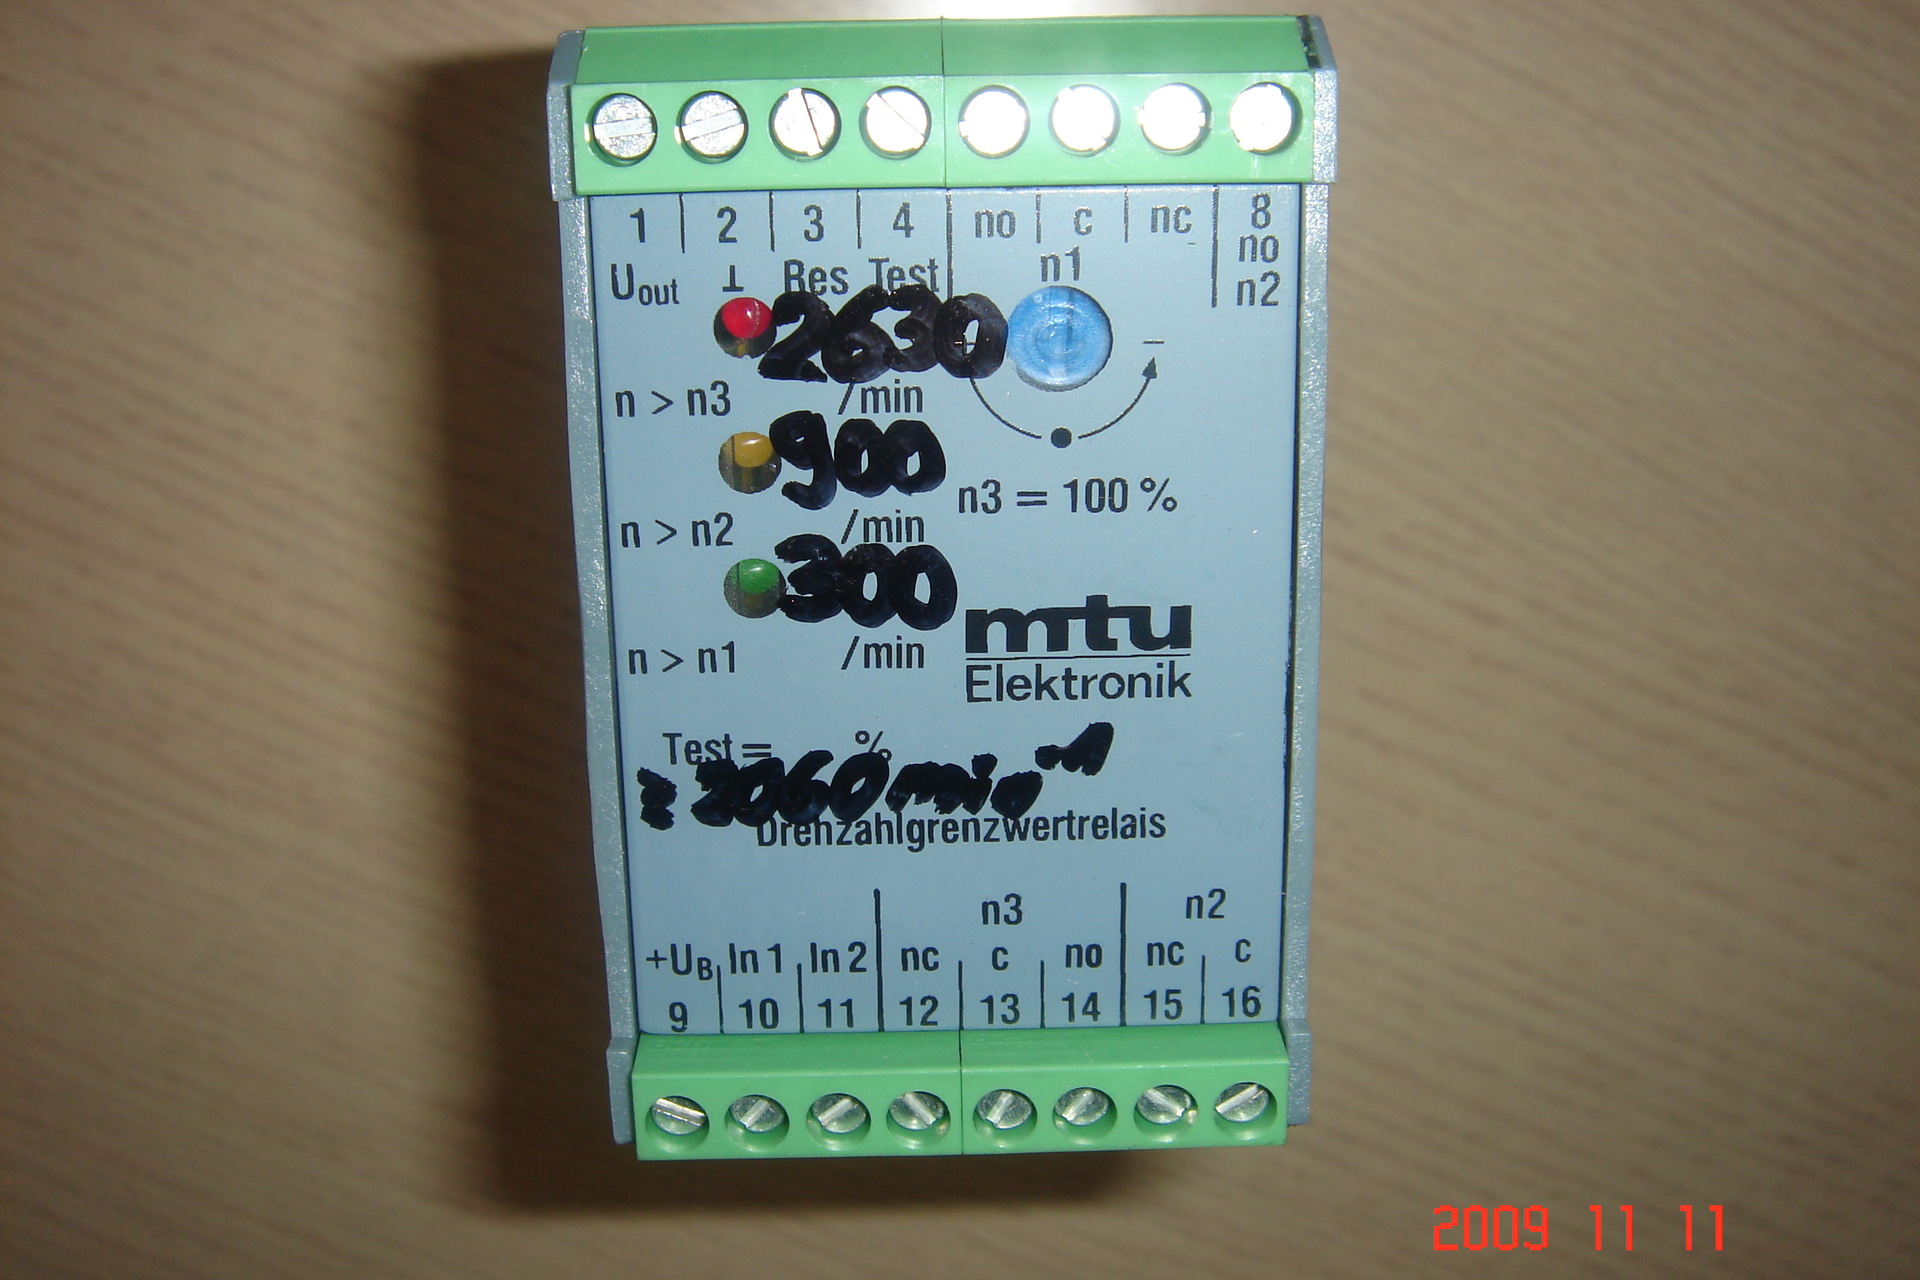 1 2 3 4 no c nc 8
no
Uout ⊥ Res Test n1 n2
2630
n > n3 /min
900
n3 = 100 %
n > n2 /min
300
mtu
Elektronik
n > n1 /min
Test = %
2060 min⁻¹
Drehzahlgrenzwertrelais
n3 n2
+UB In 1 In 2 nc c no nc c
9 10 11 12 13 14 15 16
2009 11 11